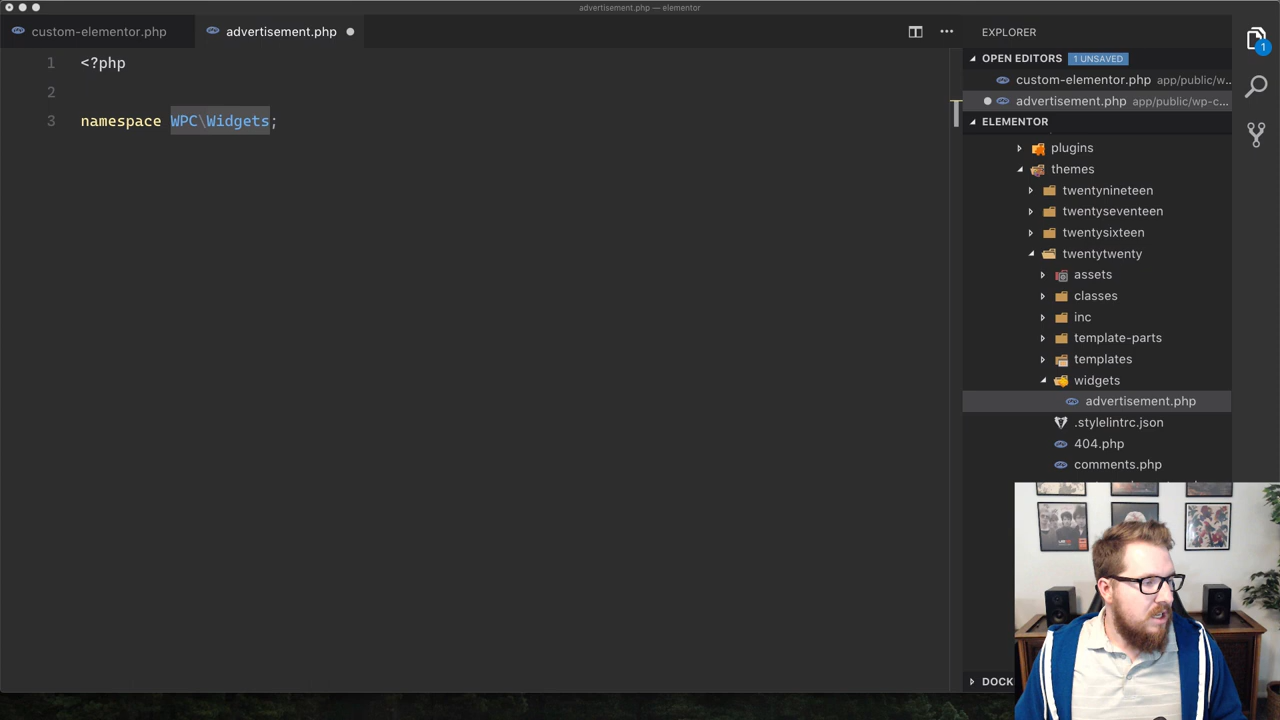 advertisement.php — elementor
custom-elementor.php
advertisement.php
1 <?php
2
3 namespace WPC\Widgets;
EXPLORER
OPEN EDITORS 1 UNSAVED
custom-elementor.php app/public/w...
advertisement.php app/public/wp-c...
ELEMENTOR
plugins
themes
twentynineteen
twentyseventeen
twentysixteen
twentytwenty
assets
classes
inc
template-parts
templates
widgets
advertisement.php
.stylelintrc.json
404.php
comments.php
DOCK
1